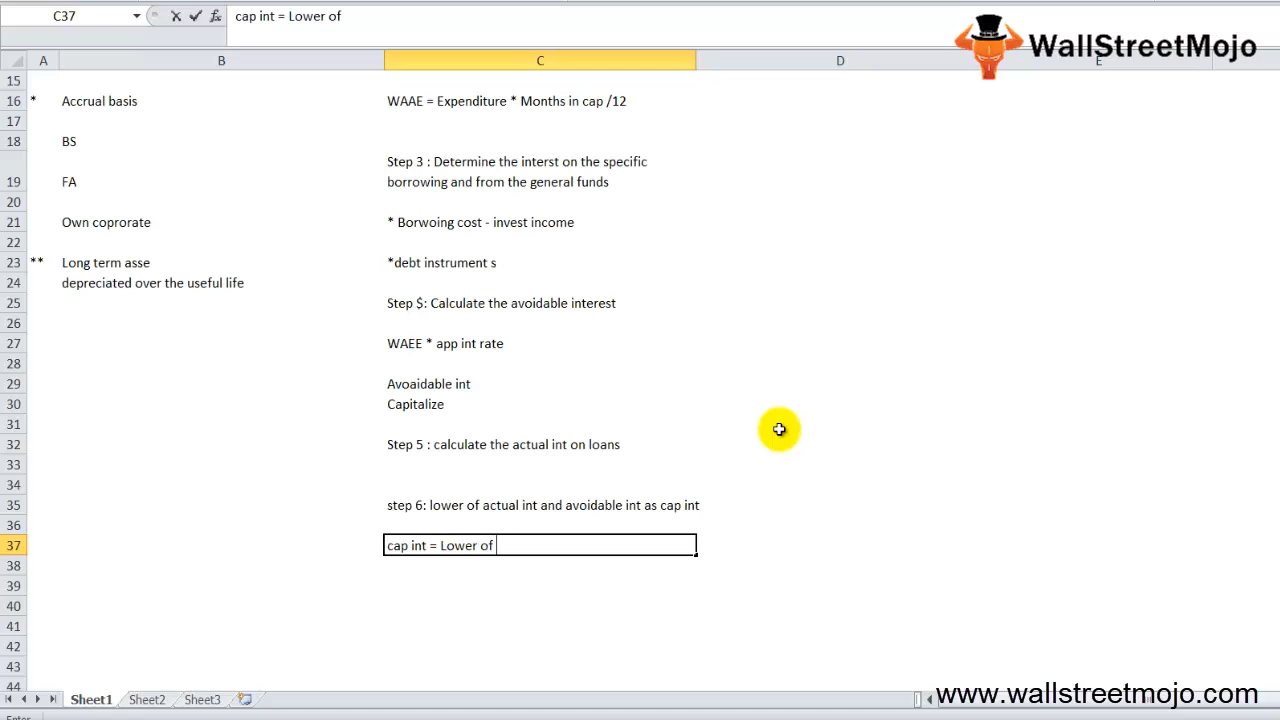 C37
cap int = Lower of
WallStreetMojo
A B C D E
15
16 * Accrual basis WAAE = Expenditure * Months in cap /12
17
18 BS
Step 3 : Determine the interst on the specific
19 FA borrowing and from the general funds
20
21 Own coprorate * Borwoing cost - invest income
22
23 ** Long term asse *debt instrument s
24 depreciated over the useful life
25 Step $: Calculate the avoidable interest
26
27 WAEE * app int rate
28
29 Avoaidable int
30 Capitalize
31
32 Step 5 : calculate the actual int on loans
33
34
35 step 6: lower of actual int and avoidable int as cap int
36
37 cap int = Lower of
38
39
40
41
42
43
44
Sheet1 Sheet2 Sheet3
www.wallstreetmojo.com
Enter